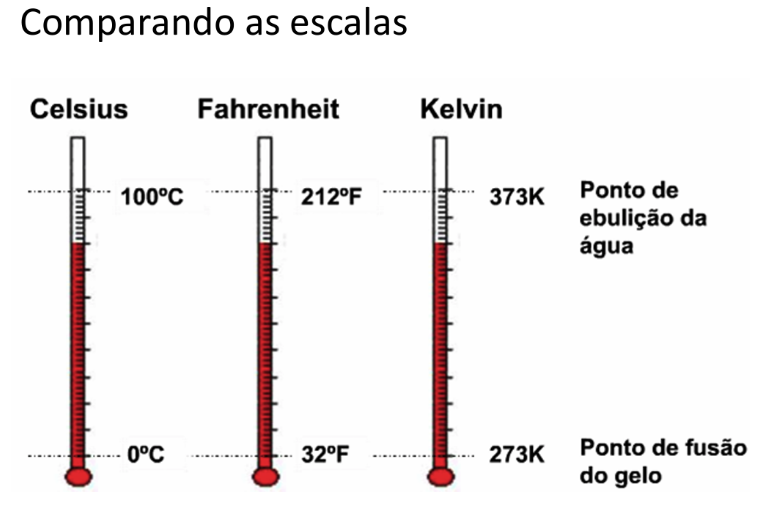 Comparando as escalas
Celsius Fahrenheit Kelvin
100ºC 212ºF 373K
Ponto de
ebulição da
água
0ºC 32ºF 273K
Ponto de fusão
do gelo